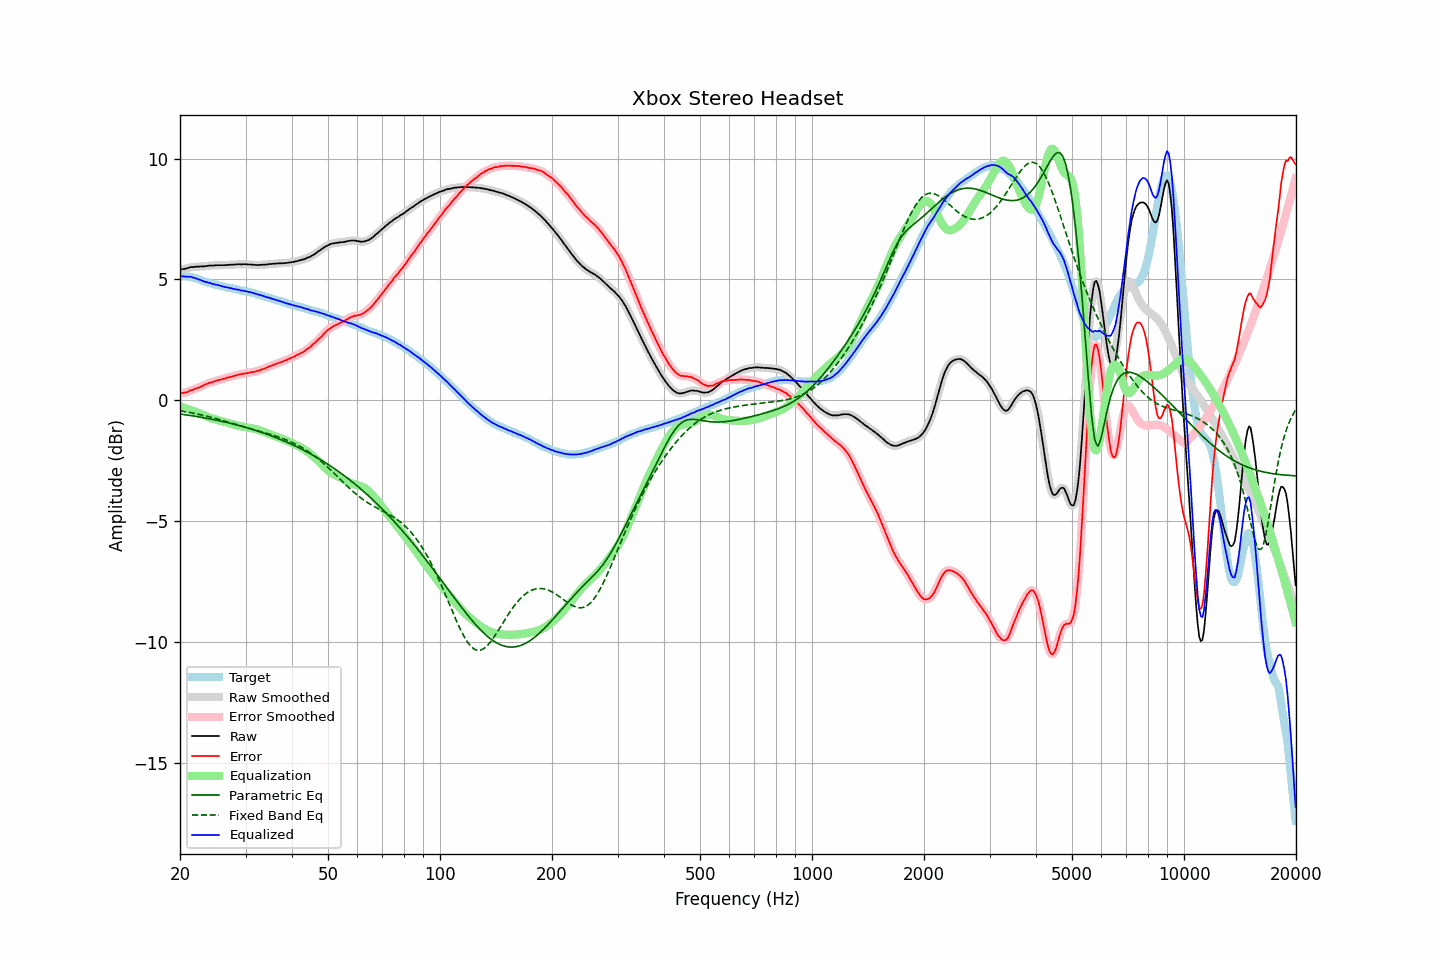 Xbox Stereo Headset
Amplitude (dBr)
10
5
0
−5
−10
−15
Target
Raw Smoothed
Error Smoothed
Raw
Error
Equalization
Parametric Eq
Fixed Band Eq
Equalized
20 50 100 200 500 1000 2000 5000 10000 20000
Frequency (Hz)